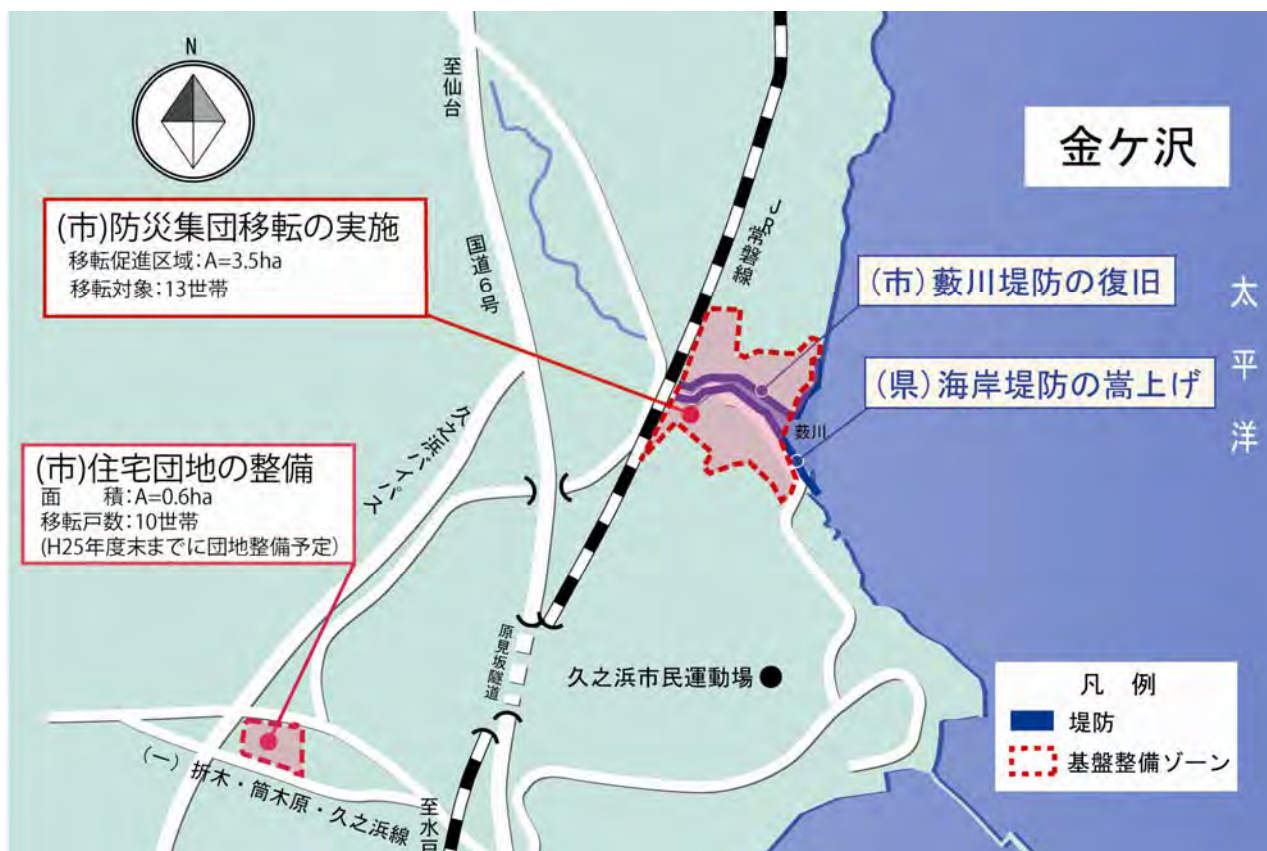 N
至仙台
金ケ沢
(市)防災集団移転の実施
移転促進区域:A=3.5ha
移転対象:13世帯
国道6号
JR常磐線
(市)藪川堤防の復旧
太平洋
(県)海岸堤防の嵩上げ
藪川
久之浜バイパス
(市)住宅団地の整備
面　積:A=0.6ha
移転戸数:10世帯
(H25年度末までに団地整備予定)
原見坂隧道
久之浜市民運動場
凡 例
堤防
基盤整備ゾーン
(一)折木・筒木原・久之浜線
至水戸